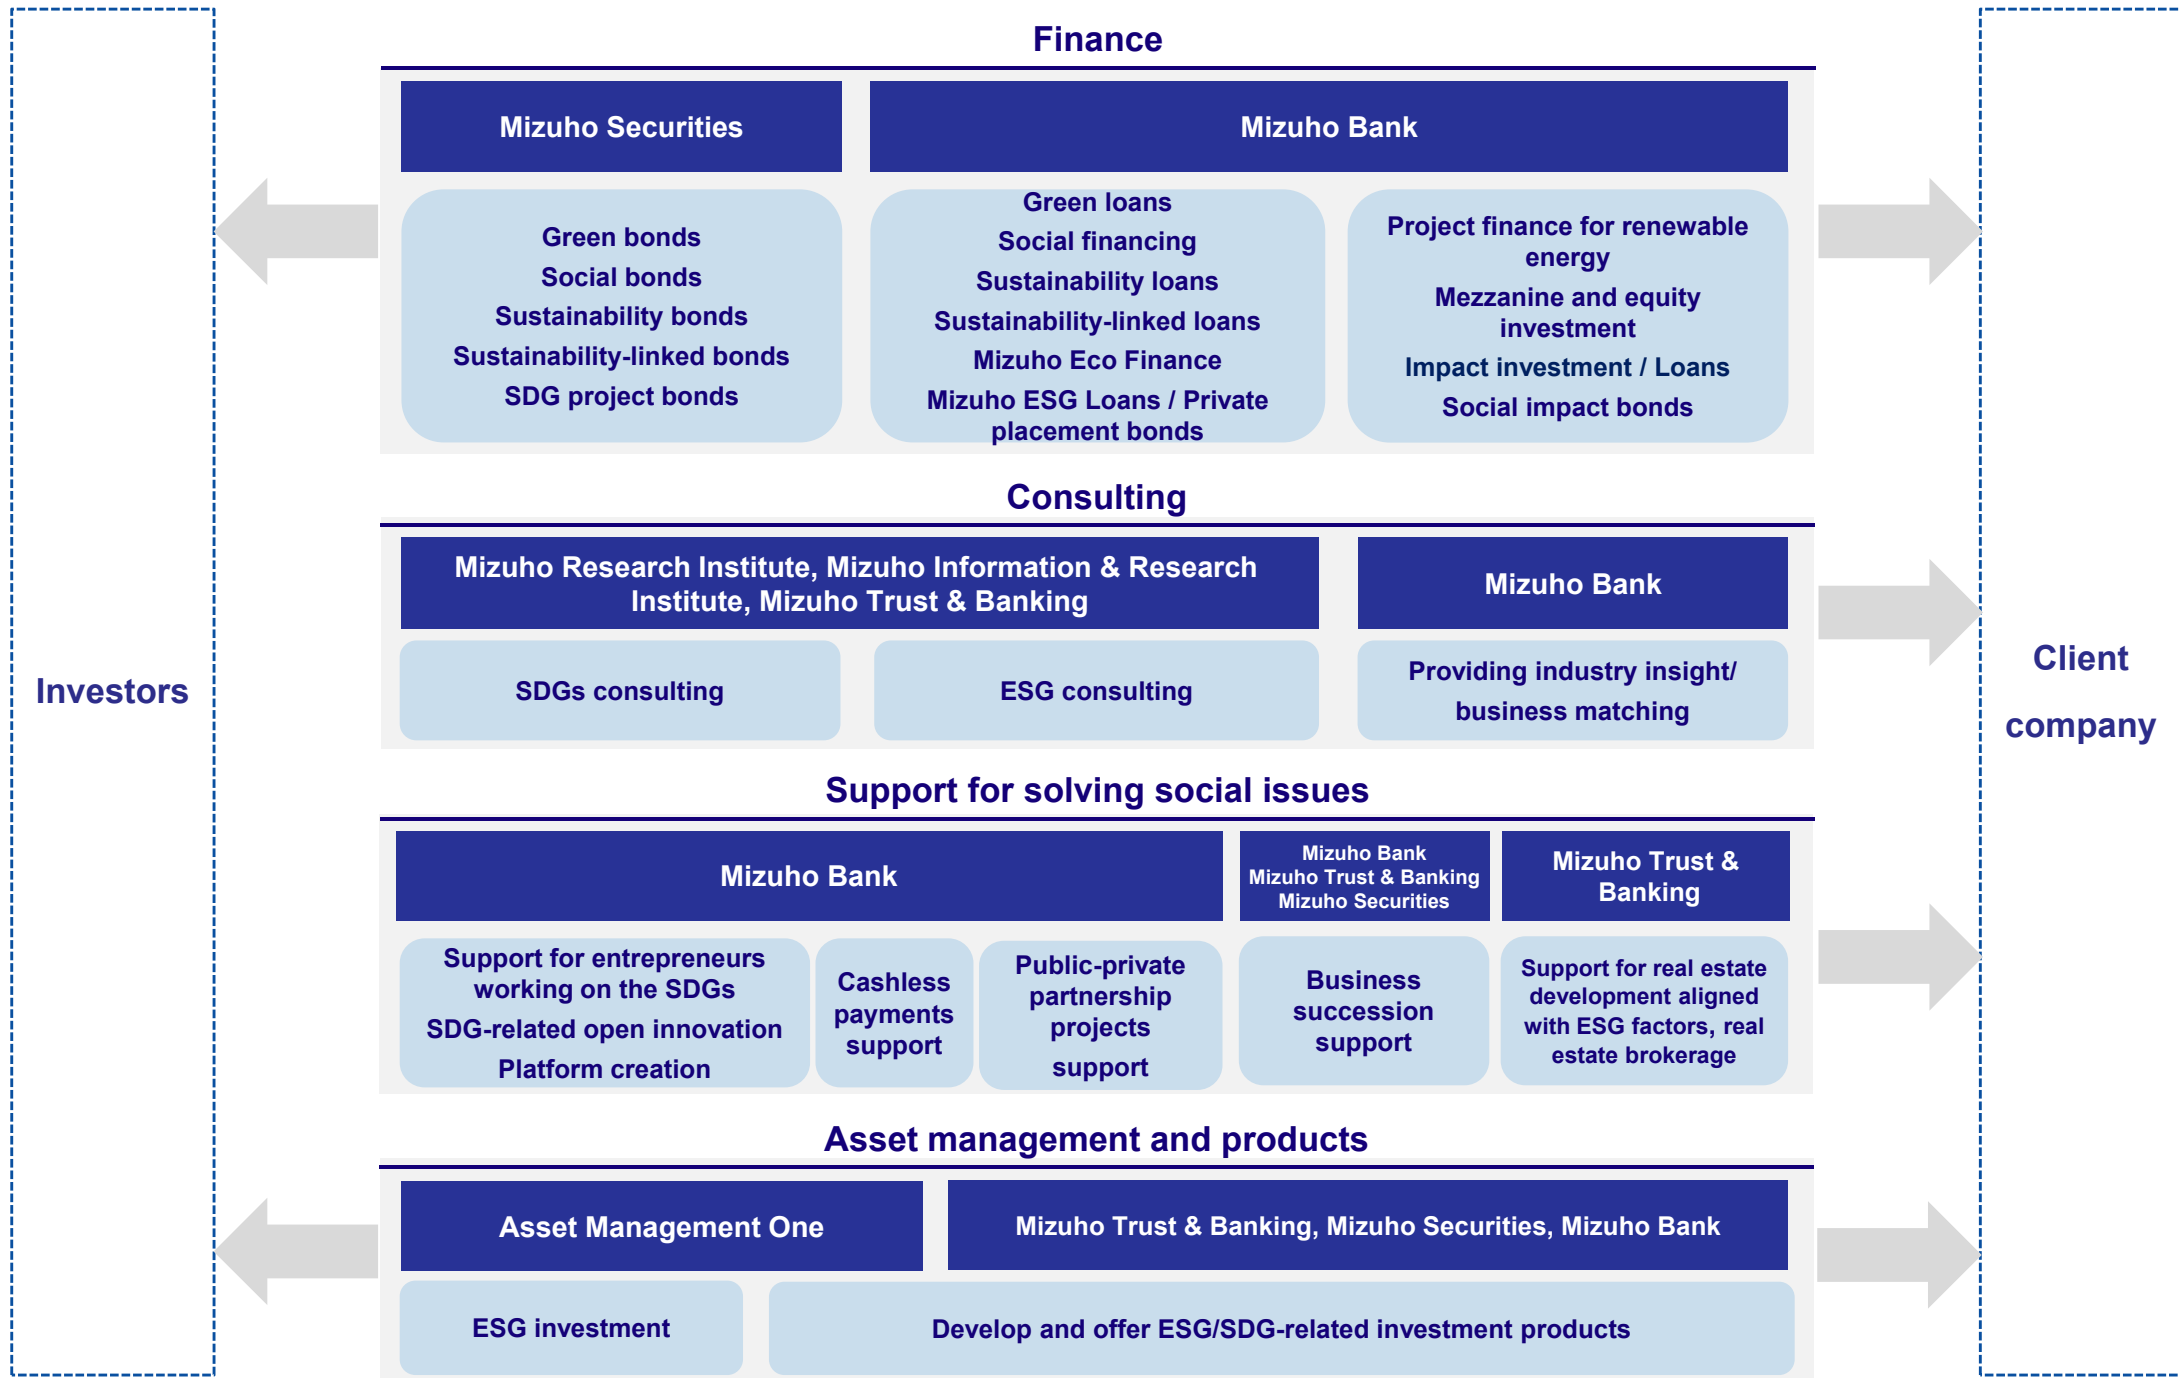 Investors
Finance
Mizuho Securities
Green bonds
Social bonds
Sustainability bonds
Sustainability-linked bonds
SDG project bonds
Mizuho Bank
Green loans
Social financing
Sustainability loans
Sustainability-linked loans
Mizuho Eco Finance
Mizuho ESG Loans / Private
placement bonds
Project finance for renewable
energy
Mezzanine and equity
investment
Impact investment / Loans
Social impact bonds
Consulting
Mizuho Research Institute, Mizuho Information & Research
Institute, Mizuho Trust & Banking
SDGs consulting
ESG consulting
Mizuho Bank
Providing industry insight/
business matching
Support for solving social issues
Mizuho Bank
Support for entrepreneurs
working on the SDGs
SDG-related open innovation
Platform creation
Cashless
payments
support
Public-private
partnership
projects
support
Mizuho Bank
Mizuho Trust & Banking
Mizuho Securities
Business
succession
support
Mizuho Trust &
Banking
Support for real estate
development aligned
with ESG factors, real
estate brokerage
Asset management and products
Asset Management One
Mizuho Trust & Banking, Mizuho Securities, Mizuho Bank
ESG investment
Develop and offer ESG/SDG-related investment products
Client
company